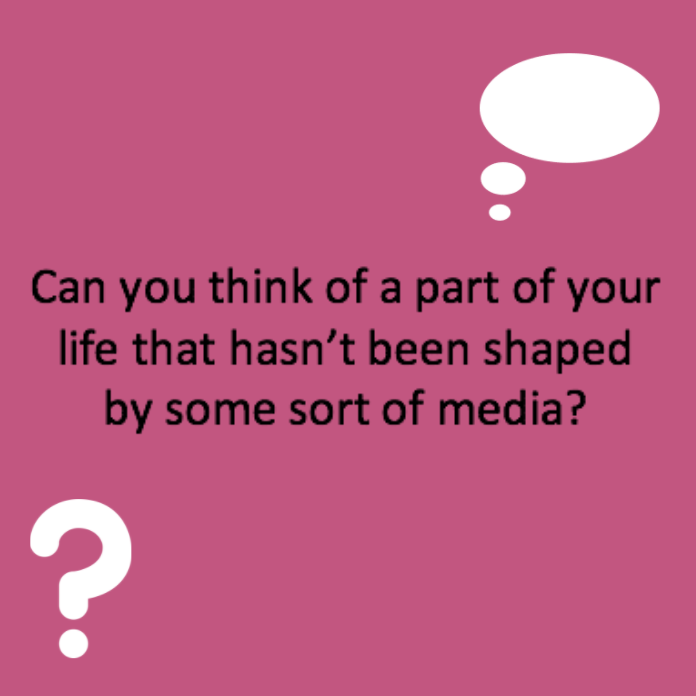 Can you think of a part of your
life that hasn’t been shaped
by some sort of media?
?